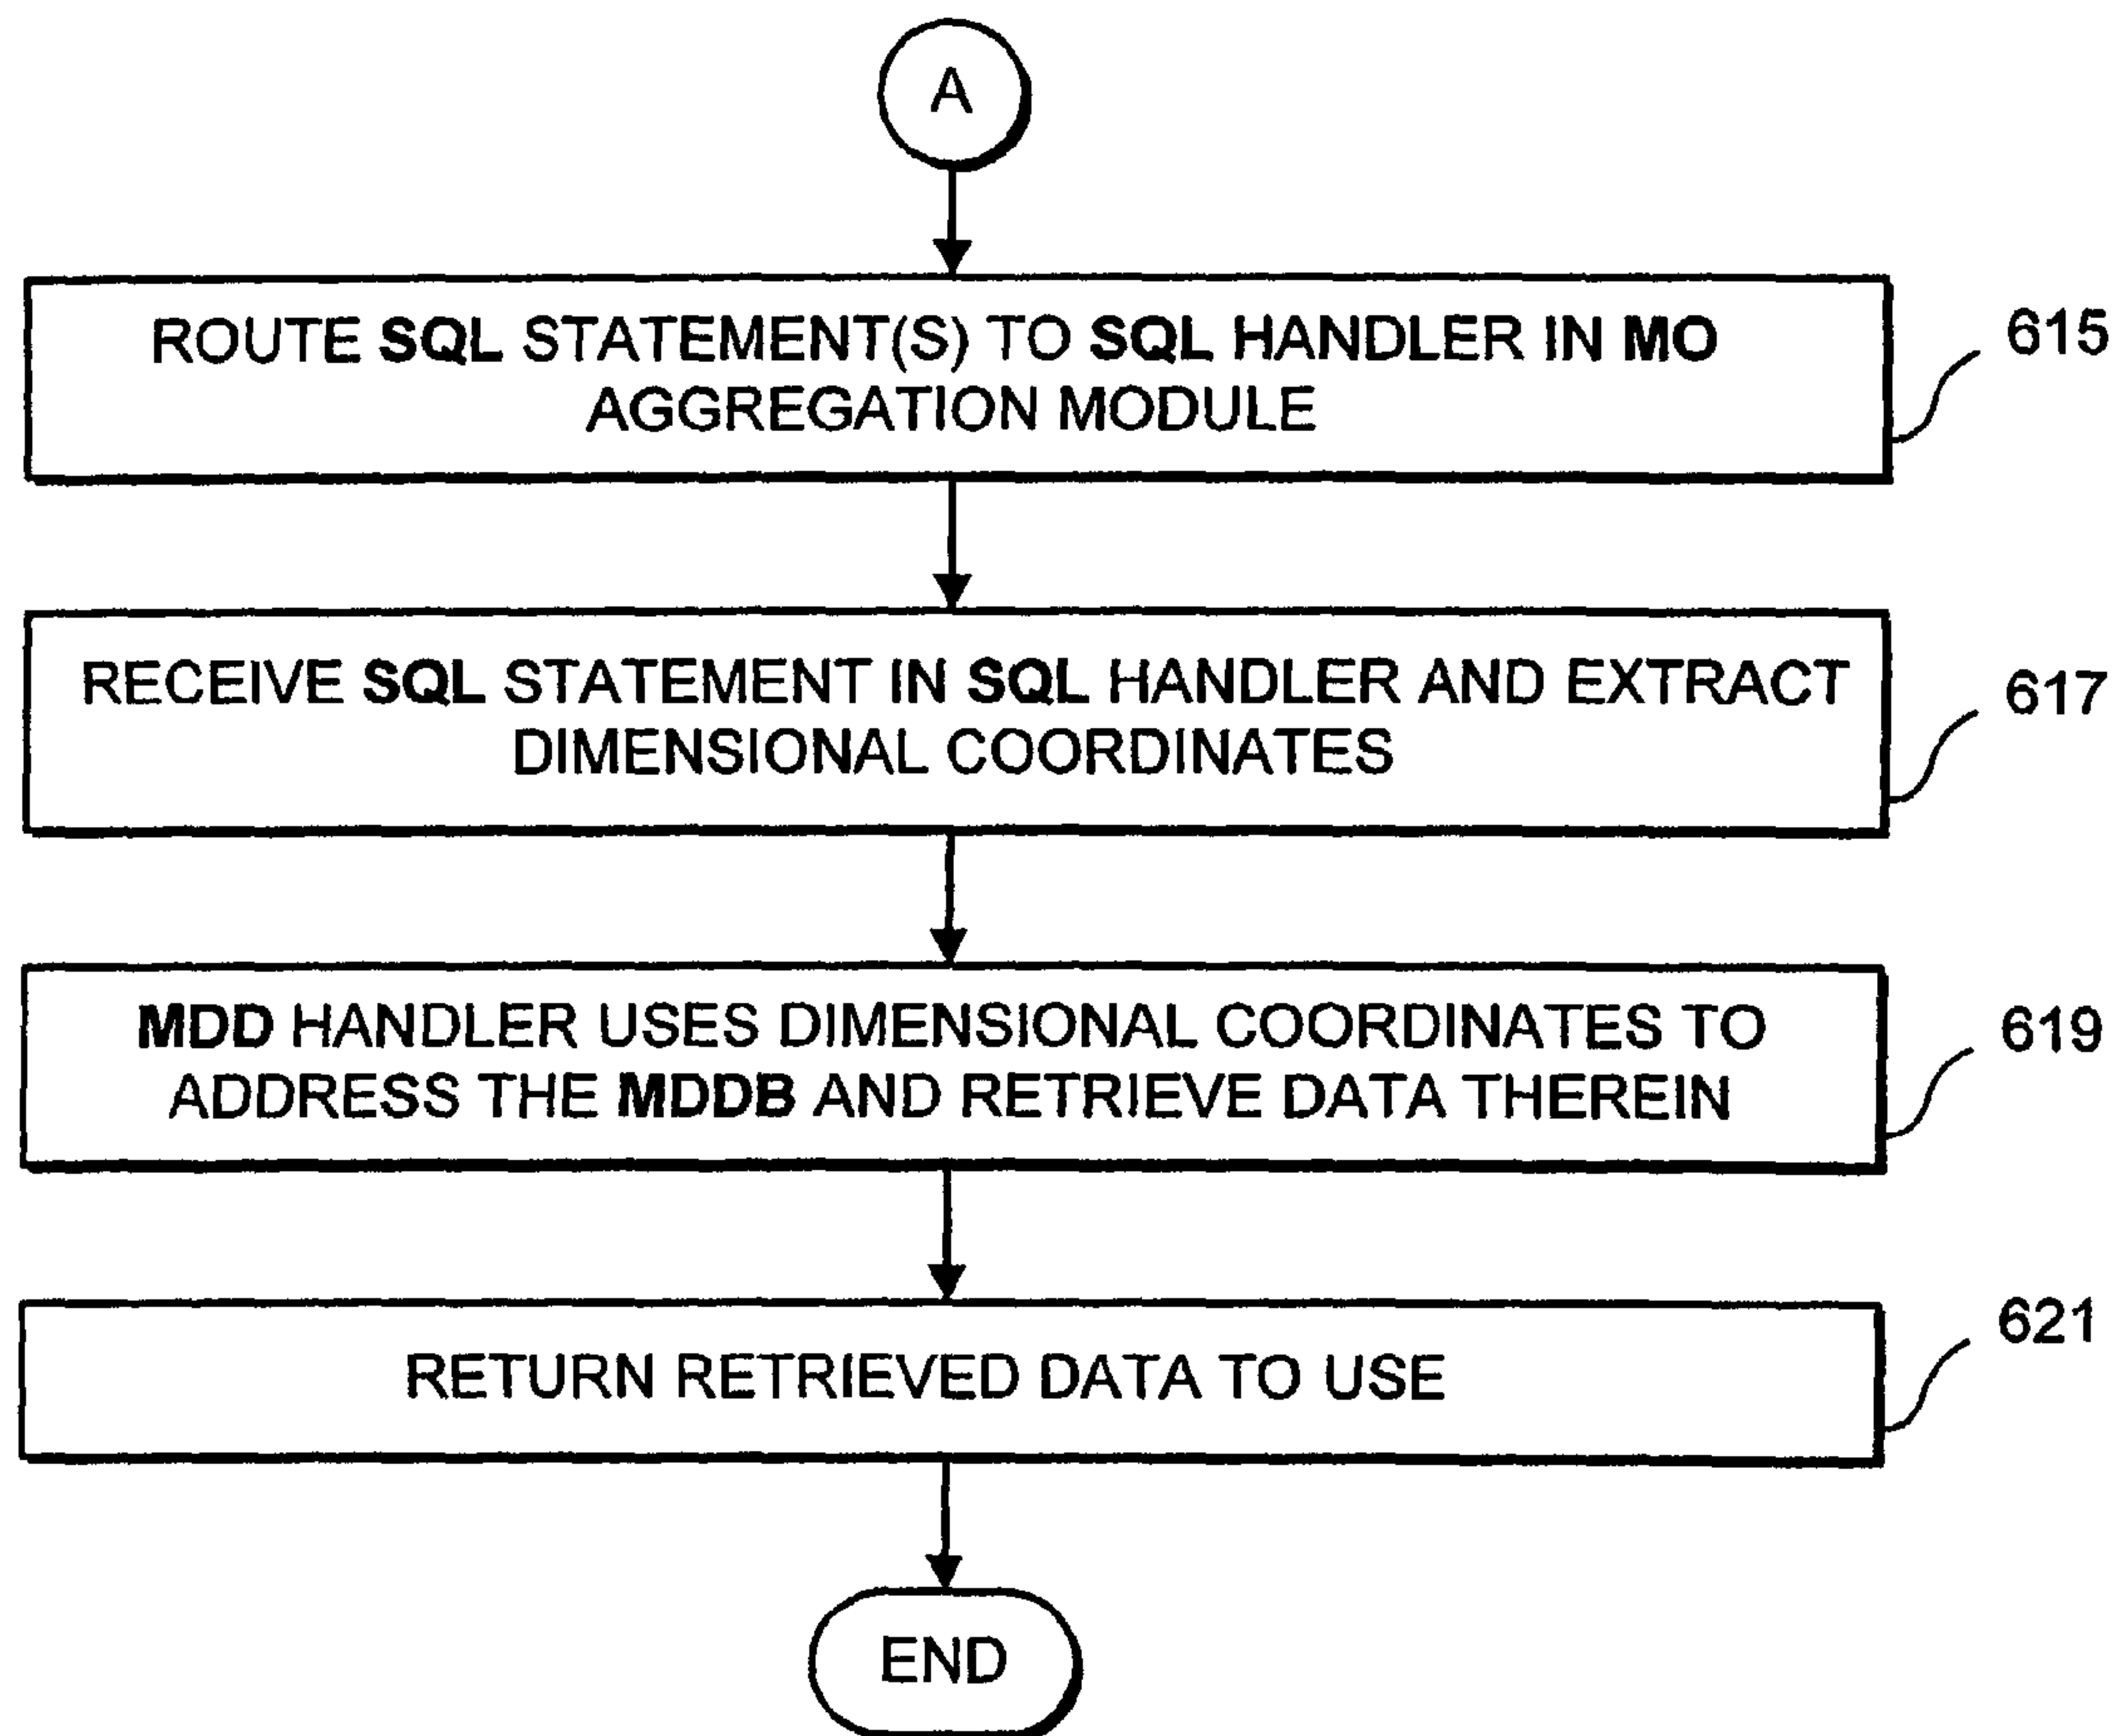 A
ROUTE SQL STATEMENT(S) TO SQL HANDLER IN MO
AGGREGATION MODULE
615
RECEIVE SQL STATEMENT IN SQL HANDLER AND EXTRACT
DIMENSIONAL COORDINATES
617
MDD HANDLER USES DIMENSIONAL COORDINATES TO
ADDRESS THE MDDB AND RETRIEVE DATA THEREIN
619
RETURN RETRIEVED DATA TO USE
621
END